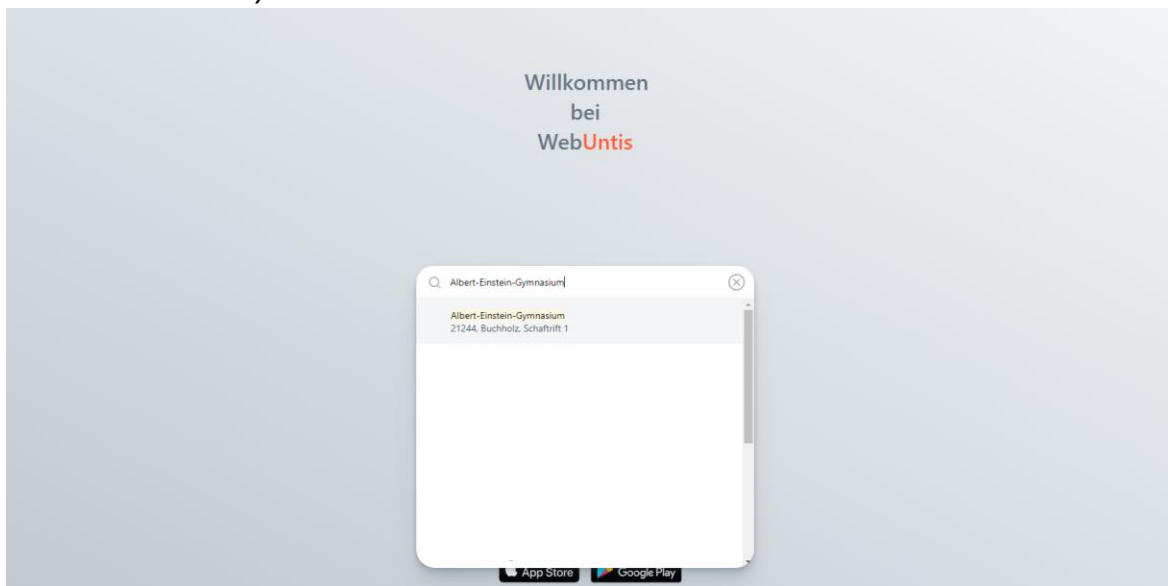 Willkommen
bei
WebUntis
Albert-Einstein-Gymnasium
Albert-Einstein-Gymnasium
21244, Buchholz, Schaftrift 1
App Store
Google Play